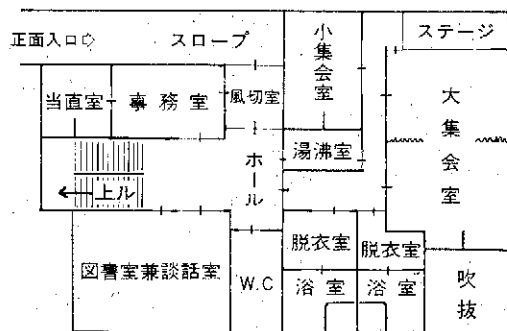 正面入口⇨
スロープ
小集会室
ステージ
当直室
事務室
風切室
大集会室
湯沸室
ホール
←上ル
脱衣室
脱衣室
図書室兼談話室
W.C
浴室
浴室
吹抜